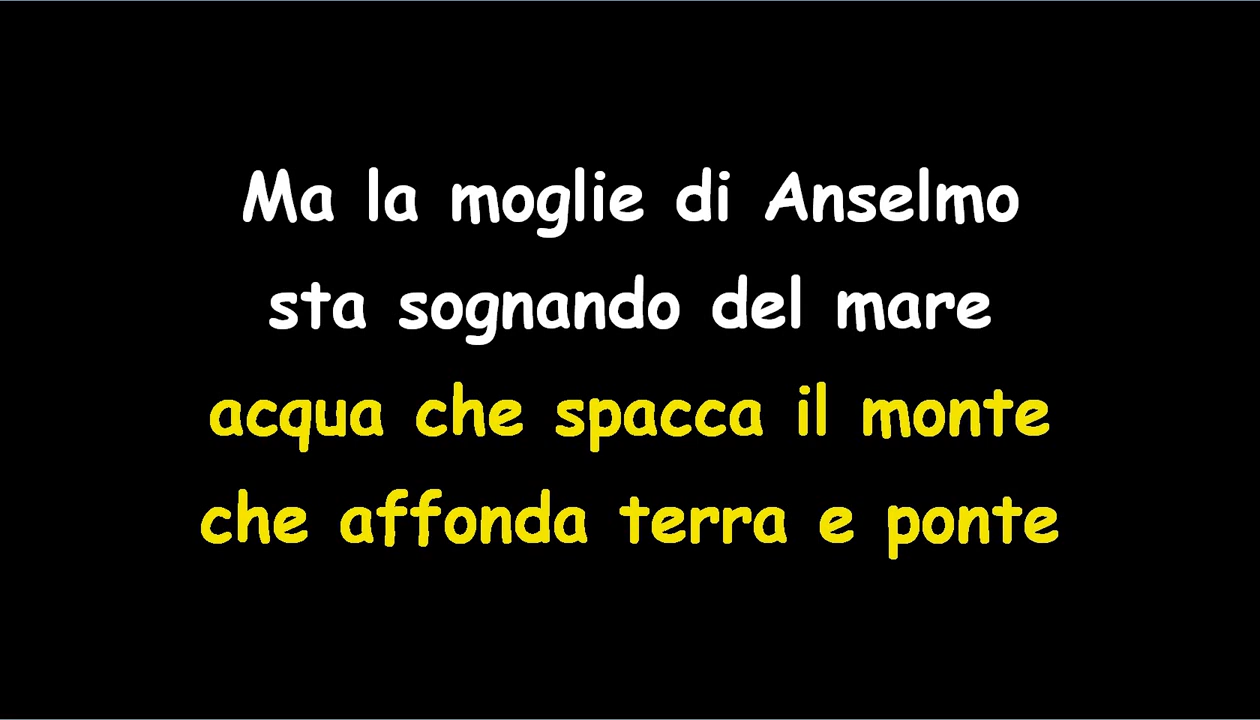 Ma la moglie di Anselmo
sta sognando del mare
acqua che spacca il monte
che affonda terra e ponte